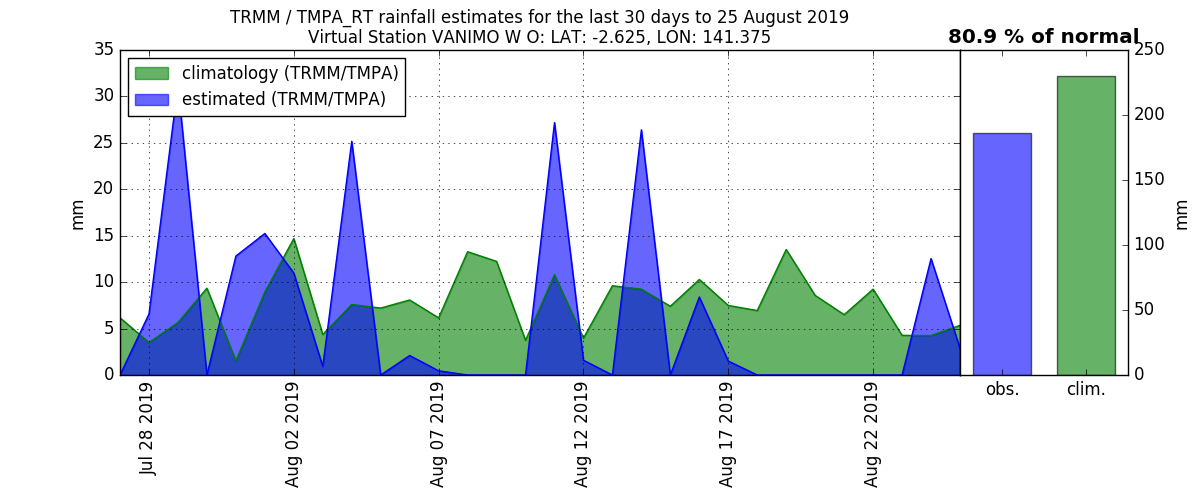 TRMM / TMPA_RT rainfall estimates for the last 30 days to 25 August 2019
Virtual Station VANIMO W O: LAT: -2.625, LON: 141.375
80.9 % of normal
climatology (TRMM/TMPA)
estimated (TRMM/TMPA)
35
30
25
20
15
10
5
0
mm
Jul 28 2019
Aug 02 2019
Aug 07 2019
Aug 12 2019
Aug 17 2019
Aug 22 2019
obs.
clim.
250
200
150
100
50
0
mm